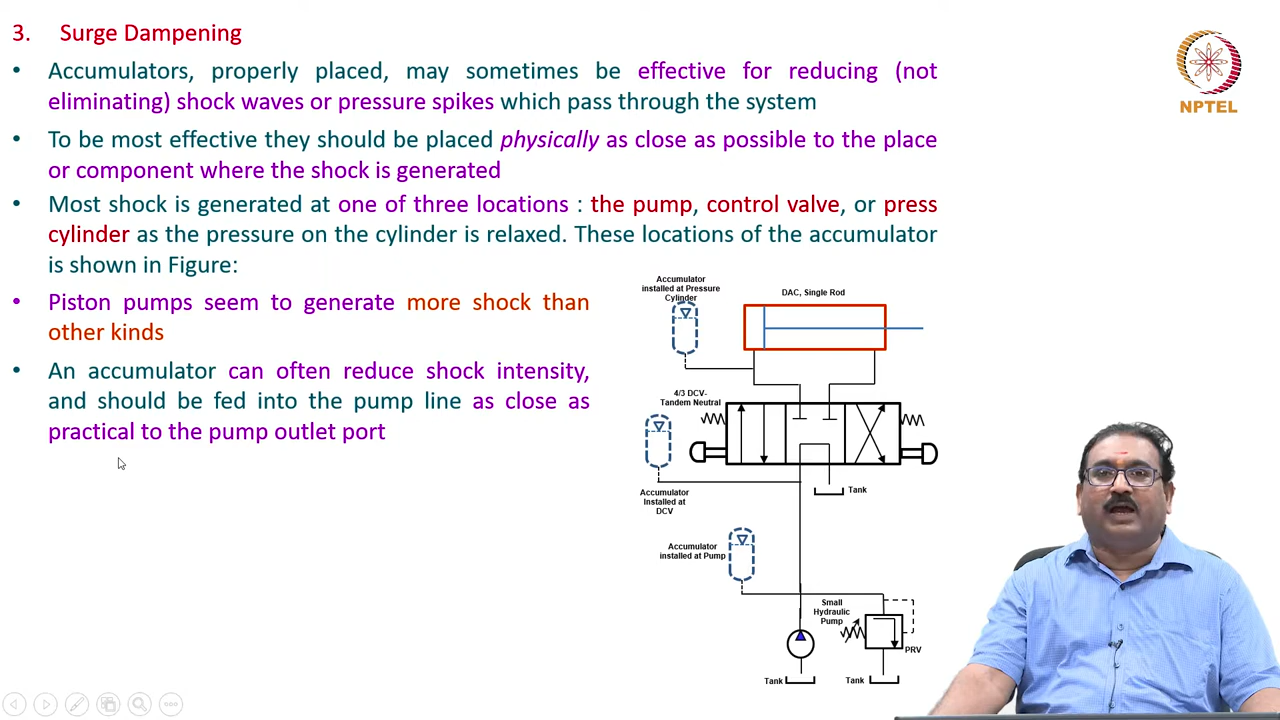 3. Surge Dampening
NPTEL
• Accumulators, properly placed, may sometimes be effective for reducing (not
eliminating) shock waves or pressure spikes which pass through the system
• To be most effective they should be placed physically as close as possible to the place
or component where the shock is generated
• Most shock is generated at one of three locations : the pump, control valve, or press
cylinder as the pressure on the cylinder is relaxed. These locations of the accumulator
is shown in Figure:
• Piston pumps seem to generate more shock than
other kinds
• An accumulator can often reduce shock intensity,
and should be fed into the pump line as close as
practical to the pump outlet port
Accumulator
installed at Pressure
Cylinder
DAC, Single Rod
4/3 DCV-
Tandem Neutral
Tank
Accumulator
Installed at
DCV
Accumulator
installed at Pump
Small
Hydraulic
Pump
PRV
Tank
Tank